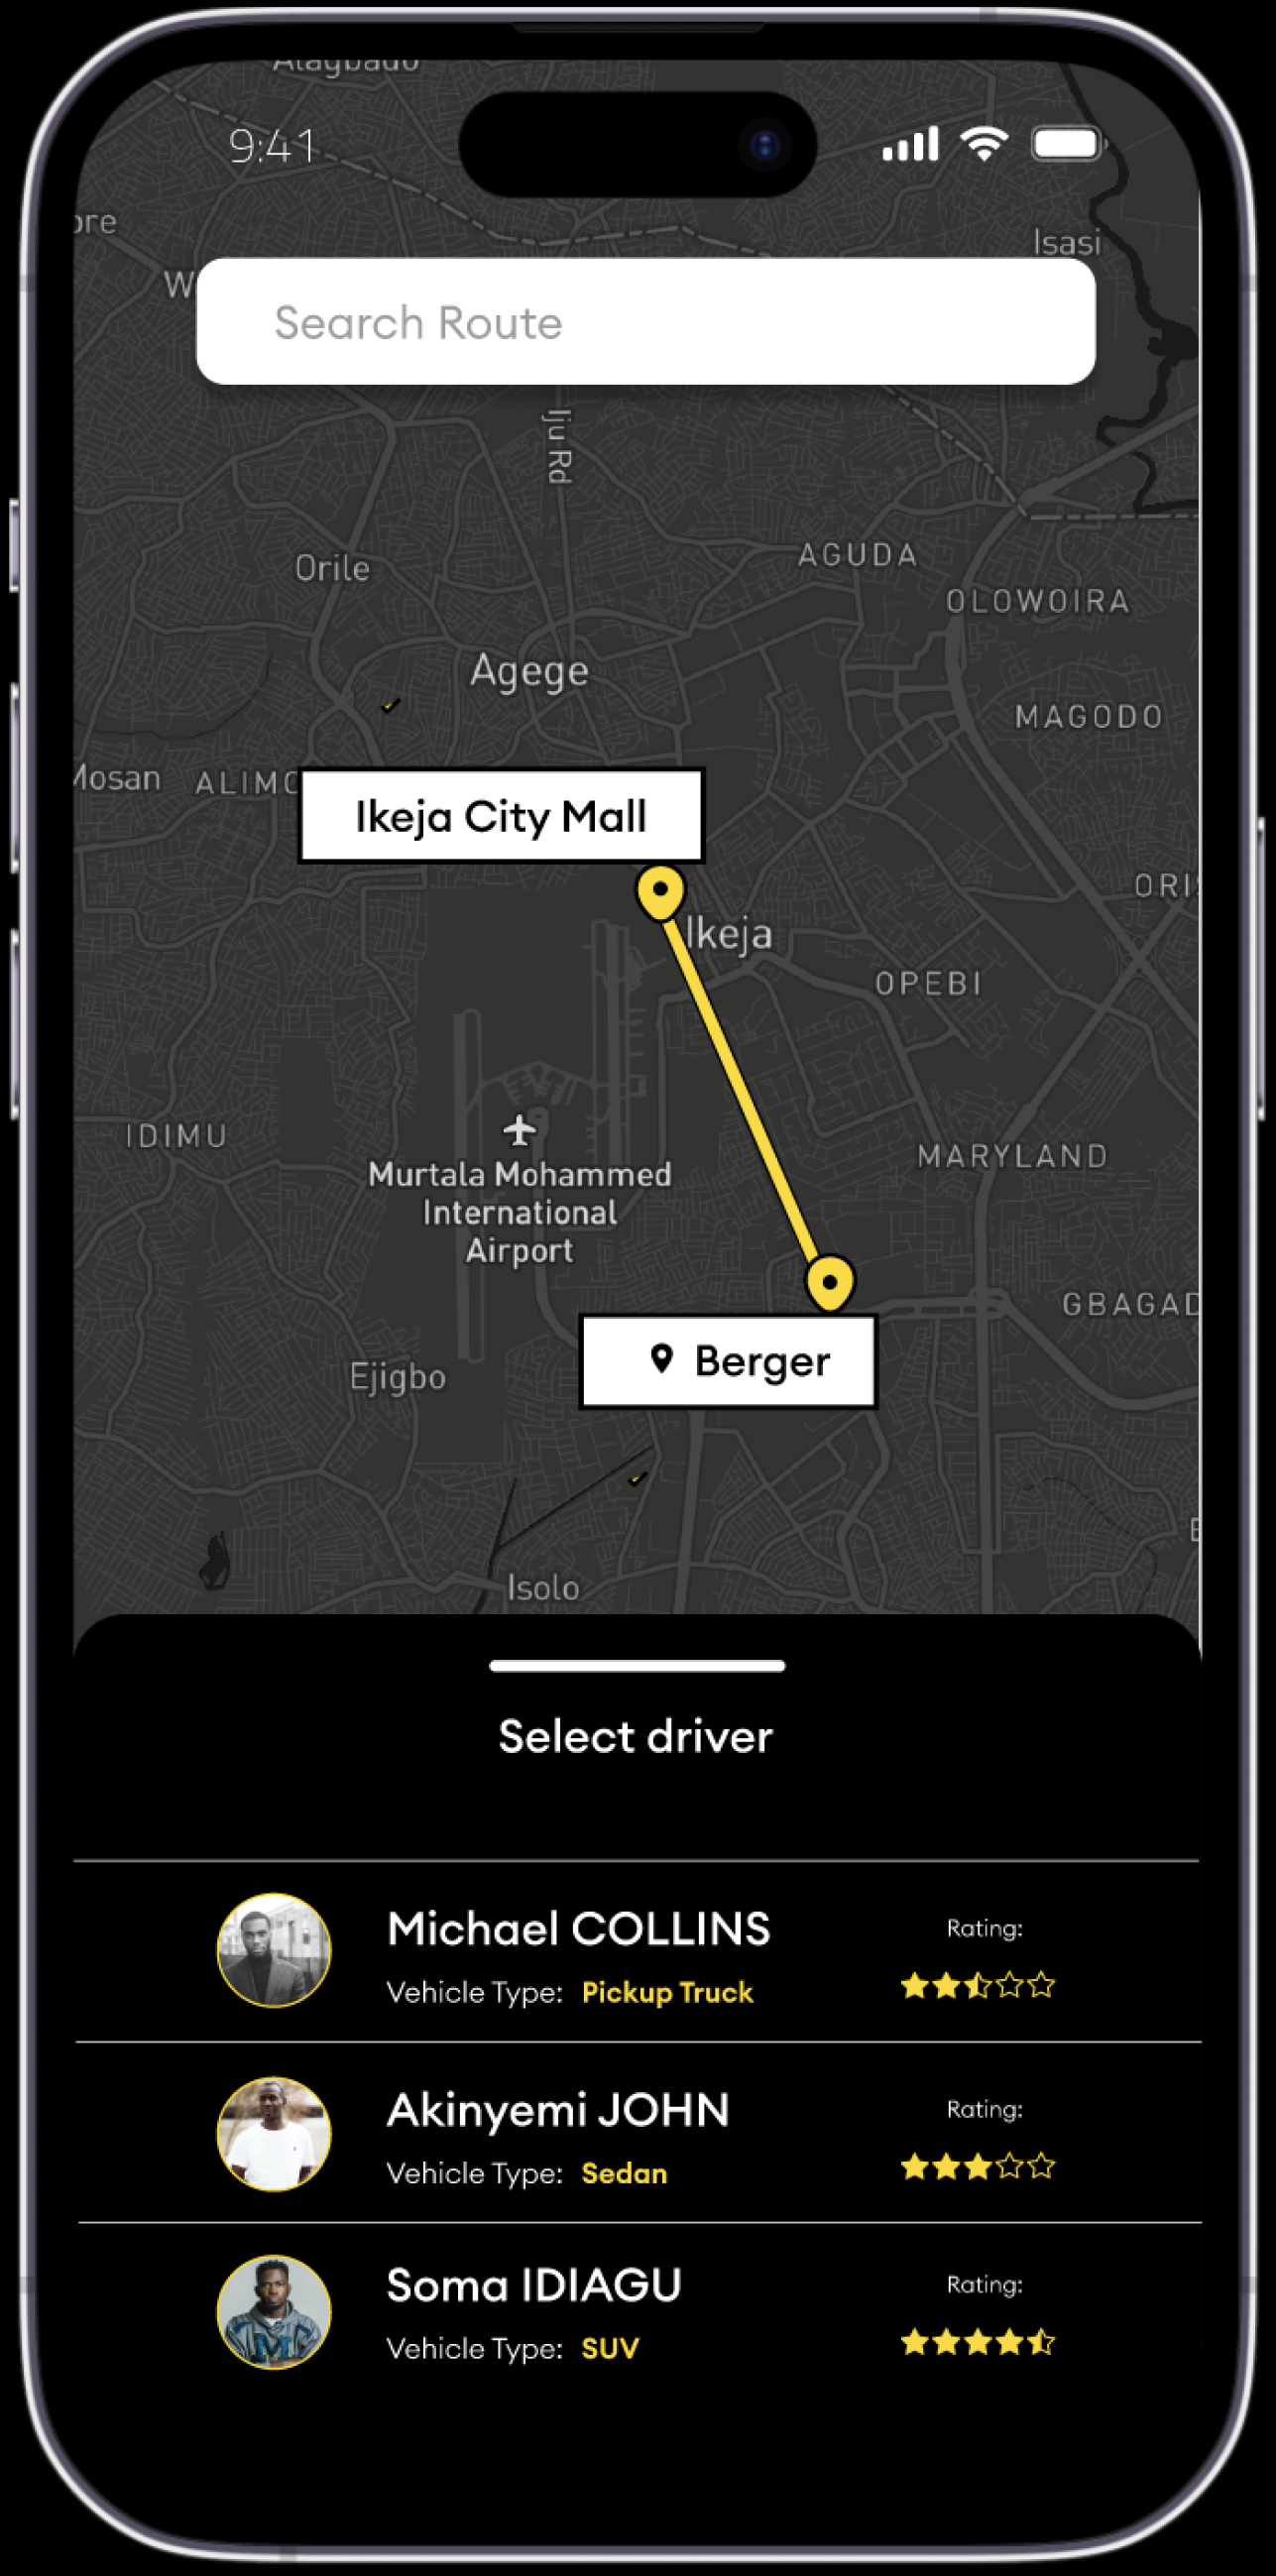 Alagbado
9:41
ore
Isasi
W
Search Route
Iju Rd
AGUDA
Orile
OLOWOIRA
Agege
MAGODO
Mosan
ALIMO
Ikeja City Mall
ORIS
Ikeja
OPEBI
IDIMU
MARYLAND
Murtala Mohammed
International
Airport
GBAGAD
Berger
Ejigbo
E
Isolo
Select driver
Michael COLLINS
Rating:
Vehicle Type: Pickup Truck
Akinyemi JOHN
Rating:
Vehicle Type: Sedan
Soma IDIAGU
Rating:
Vehicle Type: SUV
M